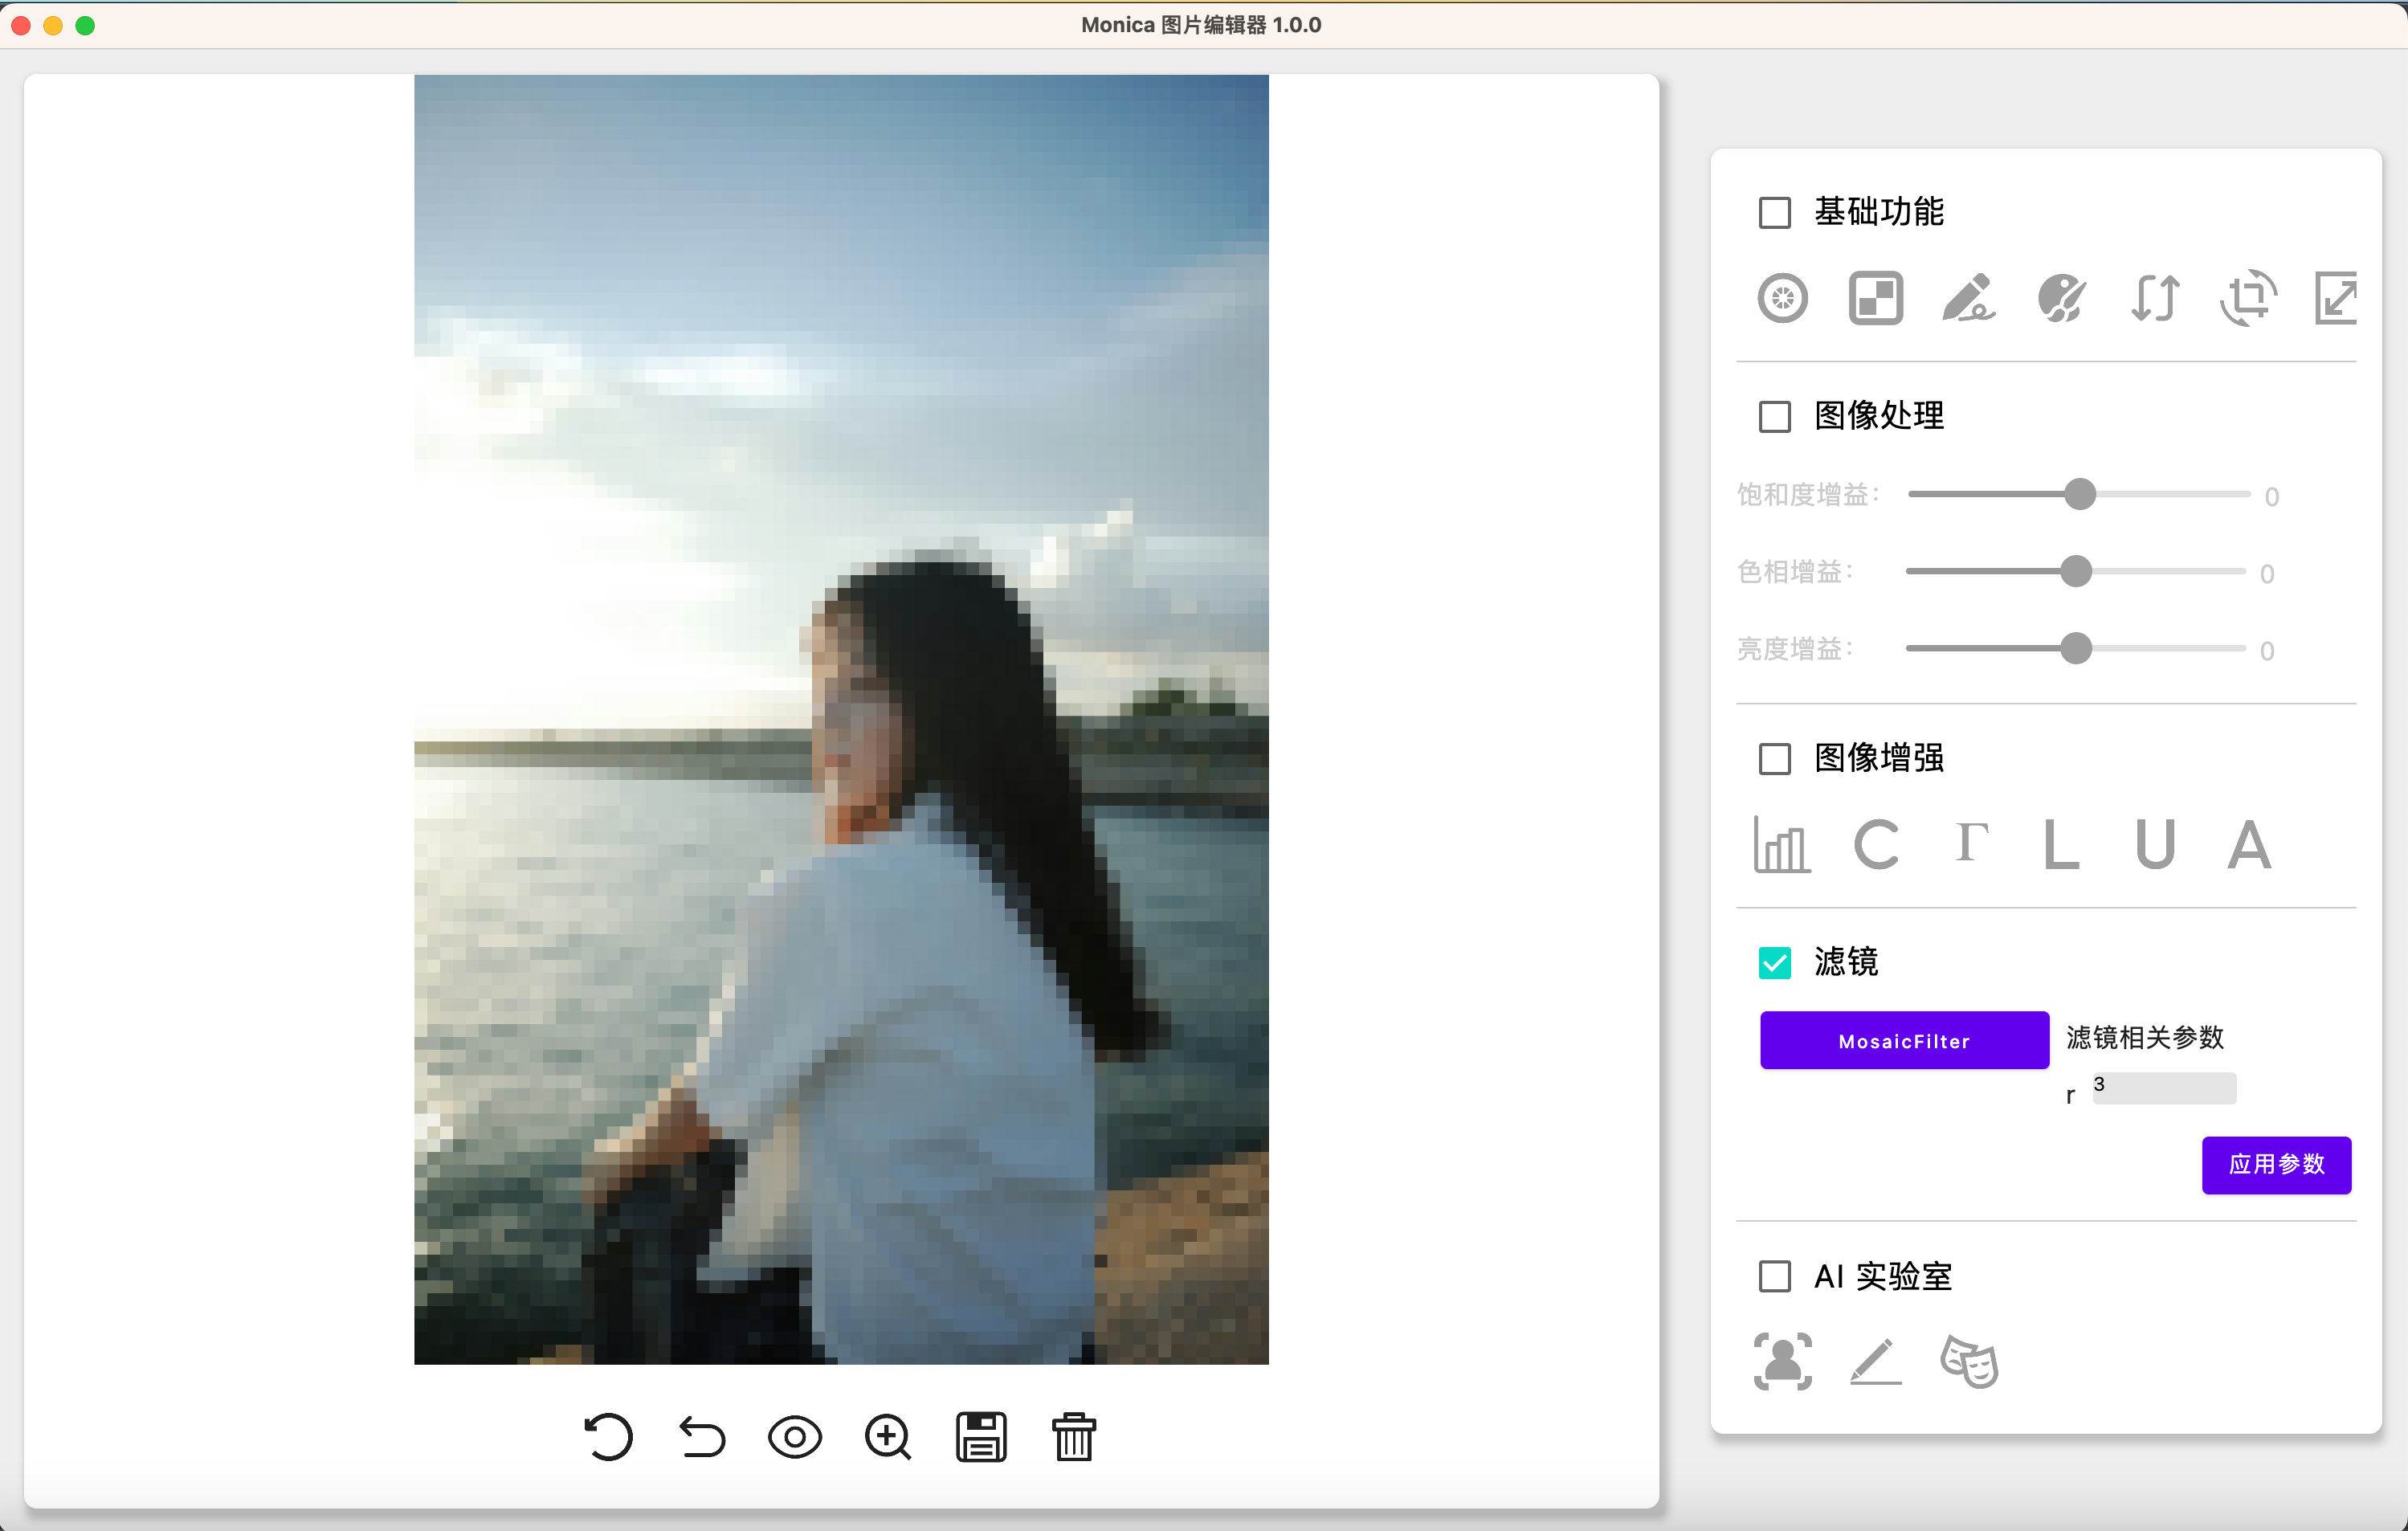 Monica 图片编辑器 1.0.0
基础功能
图像处理
饱和度增益： 0
色相增益： 0
亮度增益： 0
图像增强
C Γ L U A
滤镜
MosaicFilter 滤镜相关参数
r 3
应用参数
AI 实验室